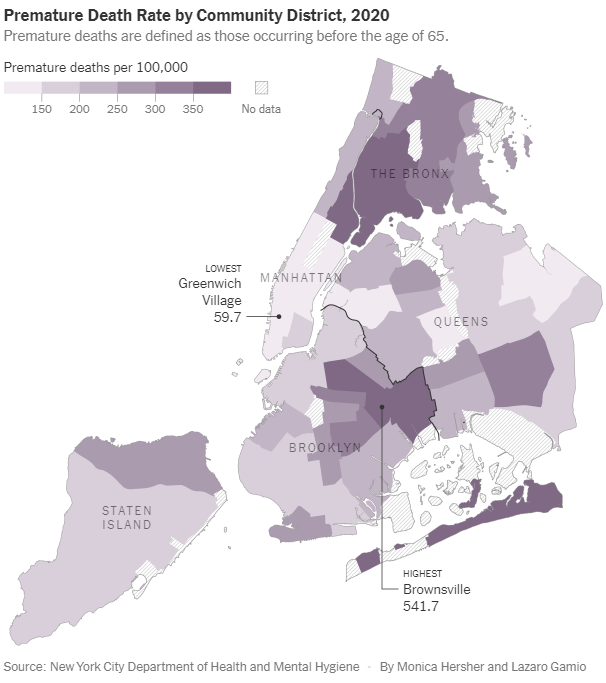 Premature Death Rate by Community District, 2020
Premature deaths are defined as those occurring before the age of 65.
Premature deaths per 100,000
150 200 250 300 350
No data
THE BRONX
LOWEST
Greenwich
Village
59.7
MANHATTAN
QUEENS
BROOKLYN
STATEN
ISLAND
HIGHEST
Brownsville
541.7
Source: New York City Department of Health and Mental Hygiene · By Monica Hersher and Lazaro Gamio